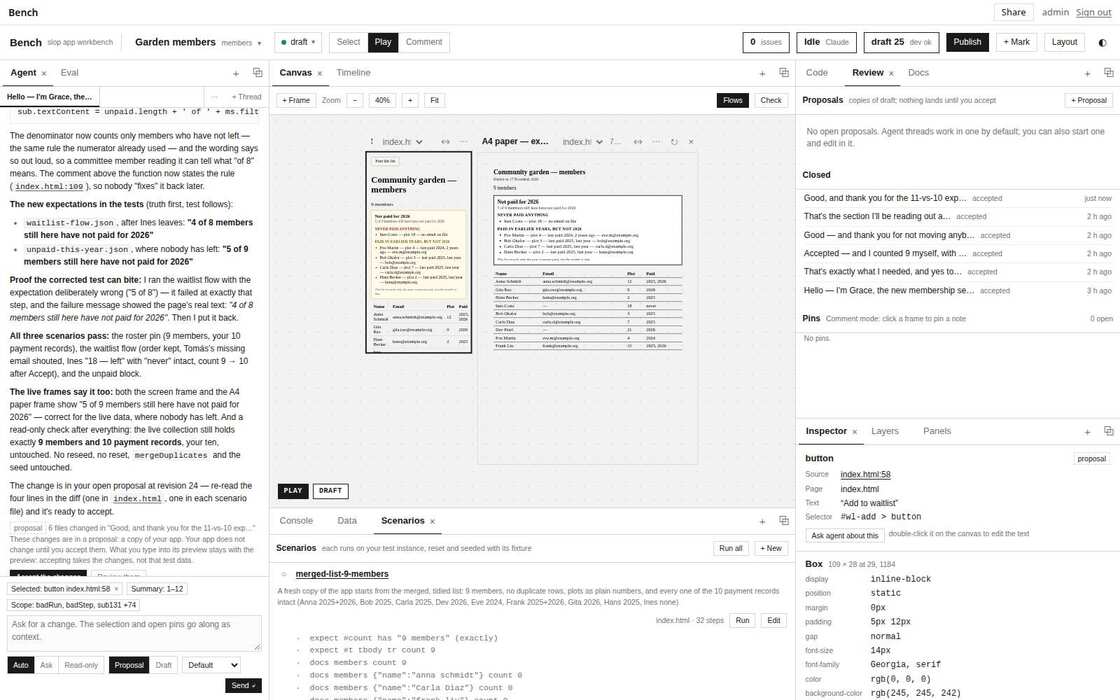 Bench
Share admin Sign out
Bench slop app workbench Garden members members draft Select Play Comment 0 issues Idle Claude draft 25 dev ok Publish + Mark Layout
Agent × Eval
Hello — I'm Grace, the… ··· + Thread
sub.textContent = unpaid.length + ' of ' + ms.filt
The denominator now counts only members who have not left —
the same rule the numerator already used — and the wording says
so out loud, so a committee member reading it can tell what "of 8"
means. The comment above the function now states the rule
( index.html:109 ), so nobody "fixes" it back later.
The new expectations in the tests (truth first, test follows):
• waitlist-flow.json , after Ines leaves: "4 of 8 members
still here have not paid for 2026"
• unpaid-this-year.json , where nobody has left: "5 of 9
members still here have not paid for 2026"
Proof the corrected test can bite: I ran the waitlist flow with the
expectation deliberately wrong ("5 of 8") — it failed at exactly that
step, and the failure message showed the page's real text: "4 of 8
members still here have not paid for 2026". Then I put it back.
All three scenarios pass: the roster pin (9 members, your 10
payment records), the waitlist flow (order kept, Tomás's missing
email shouted, Ines "18 — left" with "never" intact, count 9 → 10
after Accept), and the unpaid block.
The live frames say it too: both the screen frame and the A4
paper frame show "5 of 9 members still here have not paid for
2026" — correct for the live data, where nobody has left. And a
read-only check after everything: the live collection still holds
exactly 9 members and 10 payment records, your ten,
untouched. No reseed, no reset, mergeDuplicates and the
seed untouched.
The change is in your open proposal at revision 24 — re-read the
four lines in the diff (one in index.html , one in each scenario
file) and it's ready to accept.
proposal 6 files changed in "Good, and thank you for the 11-vs-10 exp…"
These changes are in a proposal: a copy of your app. Your app does not
change until you accept them. What you type into its preview stays with the
preview: accepting takes the changes, not that test data.
Selected: button index.html:58 × Summary: 1–12
Scope: badRun, badStep, sub131 +74
Ask for a change. The selection and open pins go along as
context.
Auto Ask Read-only Proposal Draft Default
Send
Canvas × Timeline
+ Frame Zoom − 40% + Fit Flows Check
index.h
Community garden —
members
9 members
Not paid for 2026
A4 paper — ex… index.h 7…
Community garden — members
9 members
Not paid for 2026
5 of 9 members still here have not paid for 2026
NEVER PAID ANYTHING
PAID IN EARLIER YEARS, BUT NOT 2026
Name Email Plot Paid
PLAY DRAFT
Console Data Scenarios ×
Scenarios each runs on your test instance, reset and seeded with its fixture Run all + New
merged-list-9-members
A fresh copy of the app starts from the merged, tidied list: 9 members, no duplicate rows, plots as plain numbers, and every one of the 10 payment records
intact (Anna 2025+2026, Bob 2025, Carla 2025, Dev 2026, Eve 2024, Frank 2025+2026, Gita 2026, Hans 2025, Ines none)
index.html · 32 steps Run Edit
· expect #count has "9 members" (exactly)
· expect #t tbody tr count 9
· docs members count 9
· docs members {"name":"anna schmidt"} count 0
· docs members {"name":"Carla Diaz"} count 0
Code Review × Docs
Proposals copies of draft; nothing lands until you accept + Proposal
No open proposals. Agent threads work in one by default; you can also start one
and edit in it.
Closed
Good, and thank you for the 11-vs-10 exp… accepted just now
That's the section I'll be reading out a… accepted 2 h ago
Good — and thank you for not moving anyb… accepted 2 h ago
Accepted — and I counted 9 myself, with … accepted 2 h ago
That's exactly what I needed, and yes to… accepted 2 h ago
Hello — I'm Grace, the new membership se… accepted 3 h ago
Pins Comment mode: click a frame to pin a note 0 open
No pins.
Inspector × Layers Panels
button proposal
Source index.html:58
Page index.html
Text “Add to waitlist”
Selector #wl-add > button
Ask agent about this double-click it on the canvas to edit the text
Box 109 × 28 at 29, 1184
display inline-block
position static
margin 0px
padding 5px 12px
gap normal
font-size 14px
font-family Georgia, serif
color rgb(0, 0, 0)
background-color rgb(245, 245, 242)